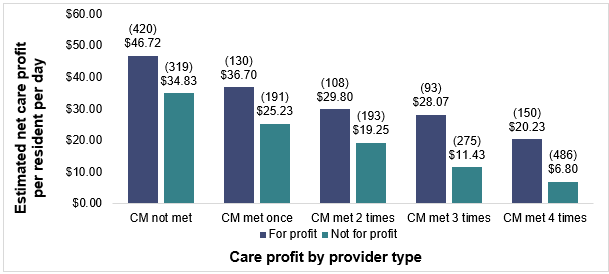 Estimated net care profit
per resident per day
$60.00
$50.00
$40.00
$30.00
$20.00
$10.00
$0.00
(420)
$46.72
(319)
$34.83
(130)
$36.70
(191)
$25.23
(108)
$29.80
(193)
$19.25
(93)
$28.07
(275)
$11.43
(150)
$20.23
(486)
$6.80
CM not met
CM met once
CM met 2 times
CM met 3 times
CM met 4 times
For profit
Not for profit
Care profit by provider type